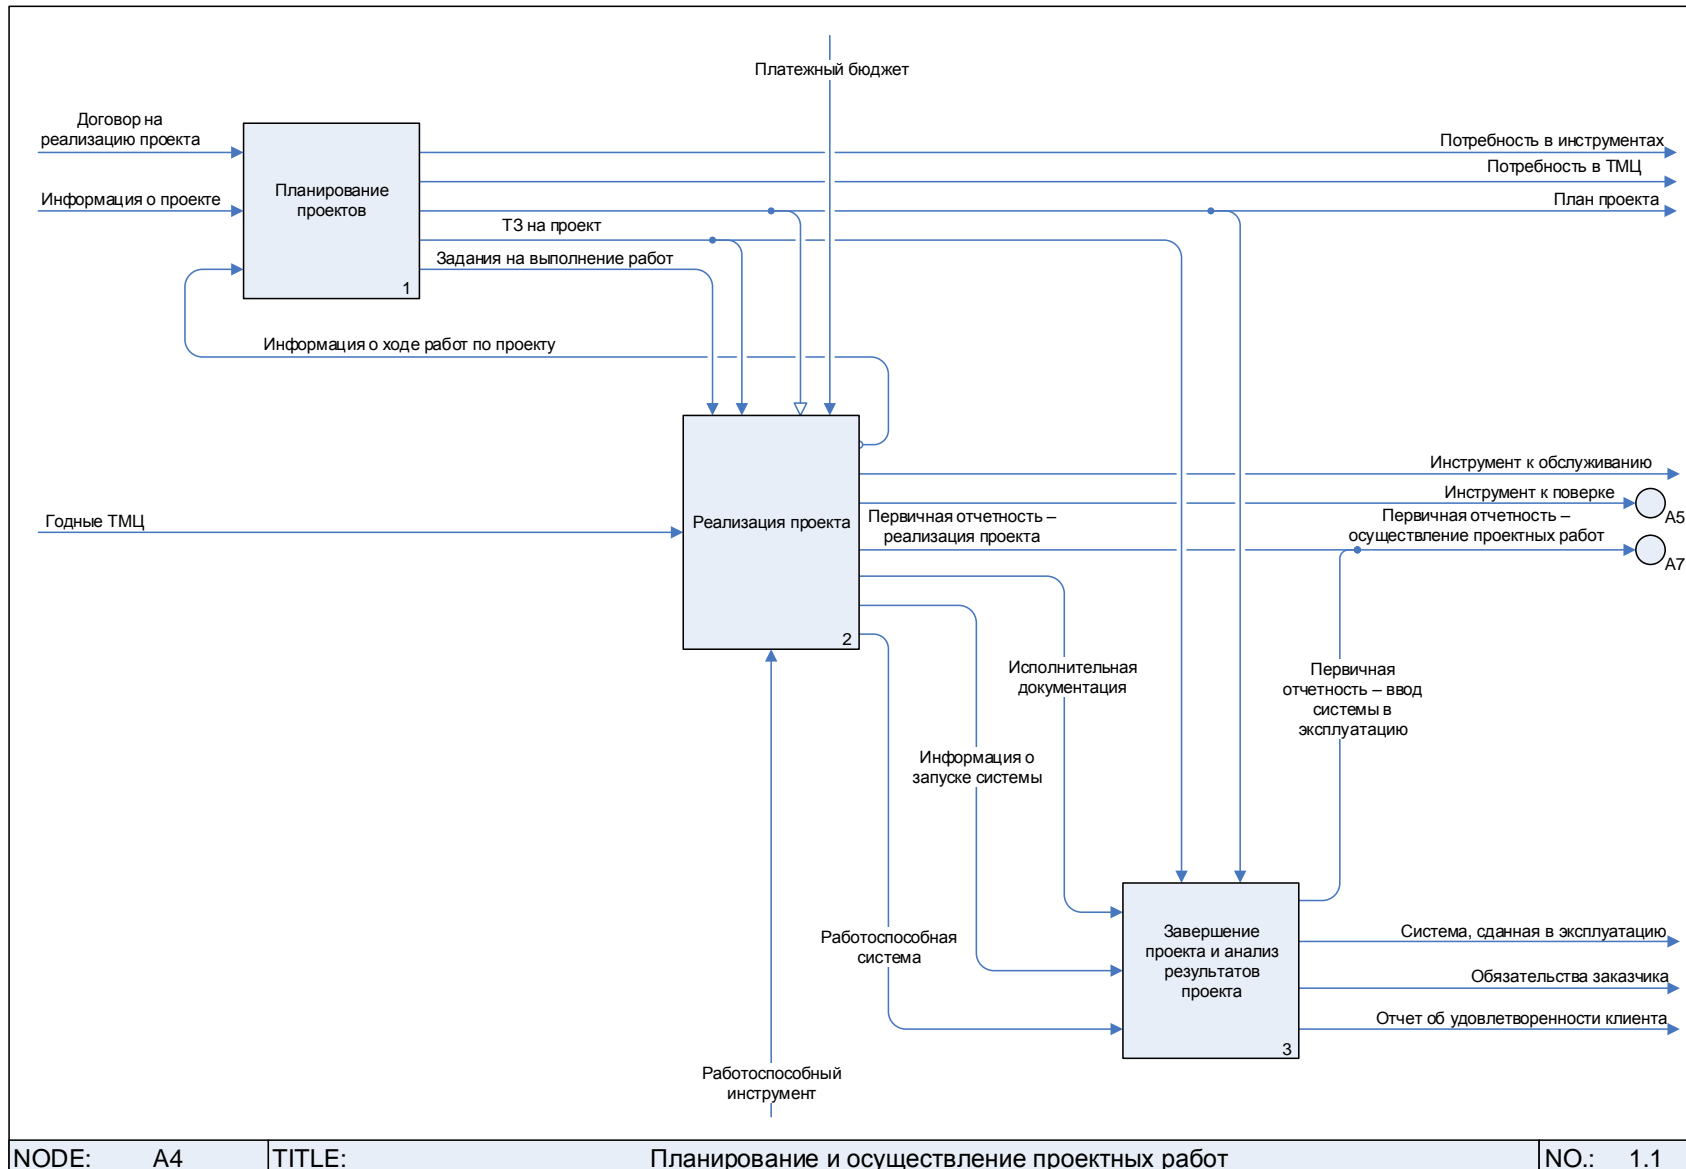 Платежный бюджет
Договор на
реализацию проекта
Потребность в инструментах
Потребность в ТМЦ
Информация о проекте
Планирование
проектов
План проекта
ТЗ на проект
Задания на выполнение работ
1
Информация о ходе работ по проекту
Инструмент к обслуживанию
Инструмент к поверке
A5
Годные ТМЦ
Реализация проекта
Первичная отчетность –
реализация проекта
Первичная отчетность –
осуществление проектных работ
A7
2
Исполнительная
документация
Первичная
отчетность – ввод
системы в
эксплуатацию
Информация о
запуске системы
Работоспособная
система
Завершение
проекта и анализ
результатов
проекта
3
Система, сданная в эксплуатацию
Обязательства заказчика
Отчет об удовлетворенности клиента
Работоспособный
инструмент
NODE: A4 TITLE: Планирование и осуществление проектных работ NO.: 1.1